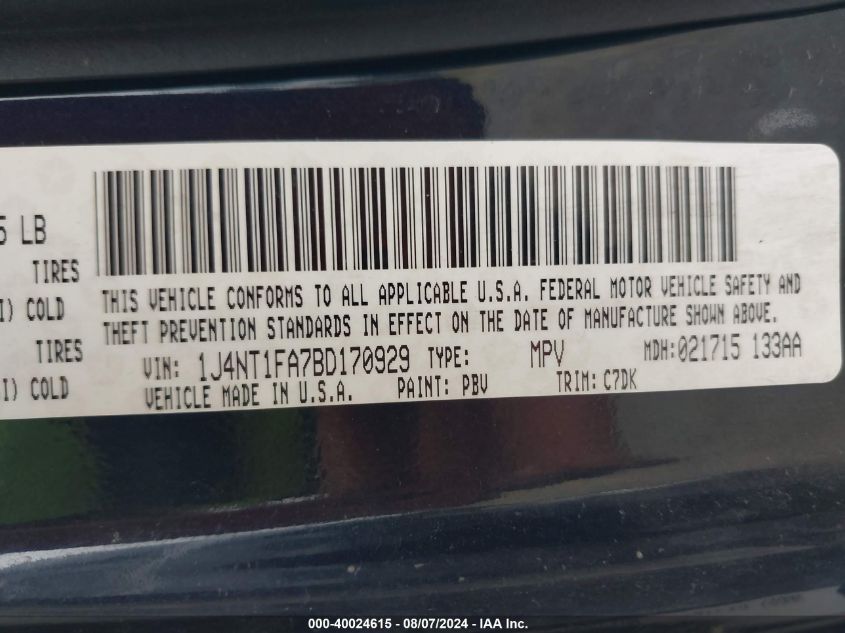 5 LB
TIRES
I) COLD
TIRES
I) COLD
THIS VEHICLE CONFORMS TO ALL APPLICABLE U.S.A. FEDERAL MOTOR VEHICLE SAFETY AND
THEFT PREVENTION STANDARDS IN EFFECT ON THE DATE OF MANUFACTURE SHOWN ABOVE.
VIN: 1J4NT1FA7BD170929 TYPE: MPV MDH:021715 133AA
VEHICLE MADE IN U.S.A. PAINT: PBV TRIM: C7DK
000-40024615 - 08/07/2024 - IAA Inc.